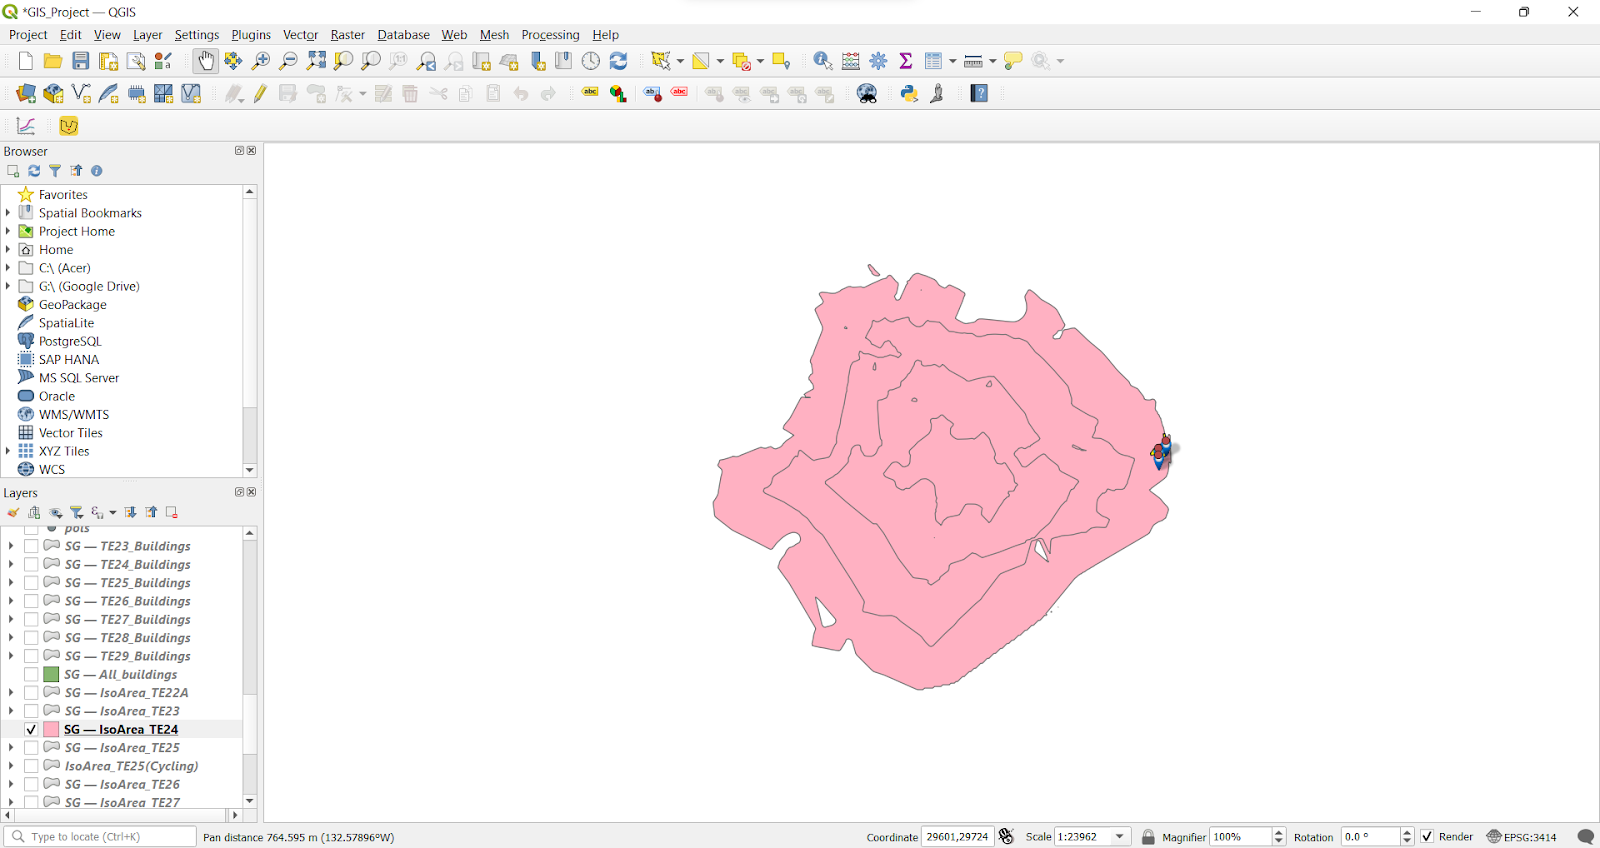 *GIS_Project — QGIS
Project Edit View Layer Settings Plugins Vector Raster Database Web Mesh Processing Help
abc abc abc
Browser
Favorites
Spatial Bookmarks
Project Home
Home
C:\ (Acer)
G:\ (Google Drive)
GeoPackage
SpatiaLite
PostgreSQL
SAP HANA
MS SQL Server
Oracle
WMS/WMTS
Vector Tiles
XYZ Tiles
WCS
Layers
pols
SG — TE23_Buildings
SG — TE24_Buildings
SG — TE25_Buildings
SG — TE26_Buildings
SG — TE27_Buildings
SG — TE28_Buildings
SG — TE29_Buildings
SG — All_buildings
SG — IsoArea_TE22A
SG — IsoArea_TE23
SG — IsoArea_TE24
SG — IsoArea_TE25
IsoArea_TE25(Cycling)
SG — IsoArea_TE26
SG — IsoArea_TE27
Type to locate (Ctrl+K) Pan distance 764.595 m (132.57896°W) Coordinate 29601,29724 Scale 1:23962 Magnifier 100% Rotation 0.0 ° Render EPSG:3414